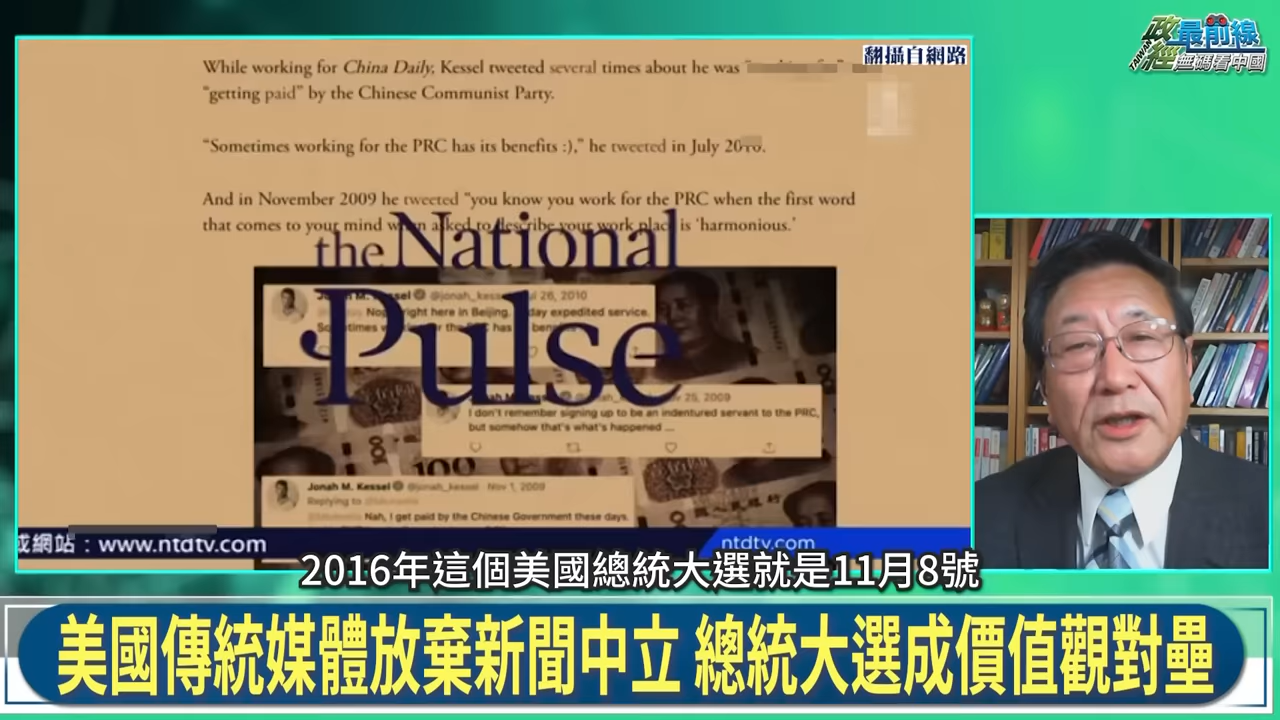 翻攝自網路
政經最前線
TAIWAN
無碼看中國
While working for China Daily, Kessel tweeted several times about he was
“getting paid” by the Chinese Communist Party.
“Sometimes working for the PRC has its benefits :),” he tweeted in July
And in November 2009 he tweeted “you know you work for the PRC when the first word
that comes to your mind when asked to describe your work place is ‘harmonious.’
the National
Pulse
right here in Beijing. day expedited service.
I don't remember signing up to be an indentured servant to the PRC,
but somehow that's what's happened ...
100
Jonah M. Kessel @jonah_kessel Nov 1, 2009
Replying to
Nah, I get paid by the Chinese Government these days.
網站：www.ntdtv.com
ntdtv.com
2016年這個美國總統大選就是11月8號
美國傳統媒體放棄新聞中立 總統大選成價值觀對壘